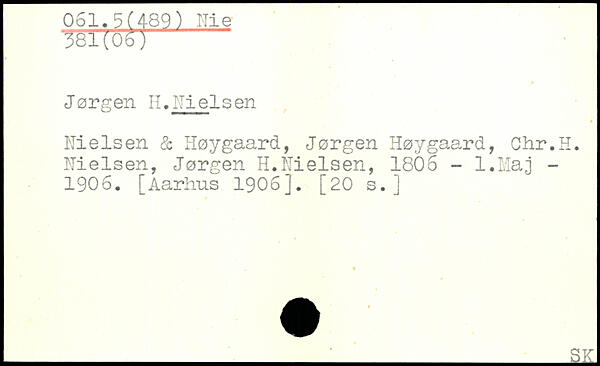 061.5(489) Nie
381(06)
Jørgen H.Nielsen
Nielsen & Høygaard, Jørgen Høygaard, Chr.H.
Nielsen, Jørgen H.Nielsen, 1806 - 1.Maj -
1906. [Aarhus 1906]. [20 s.]
SK